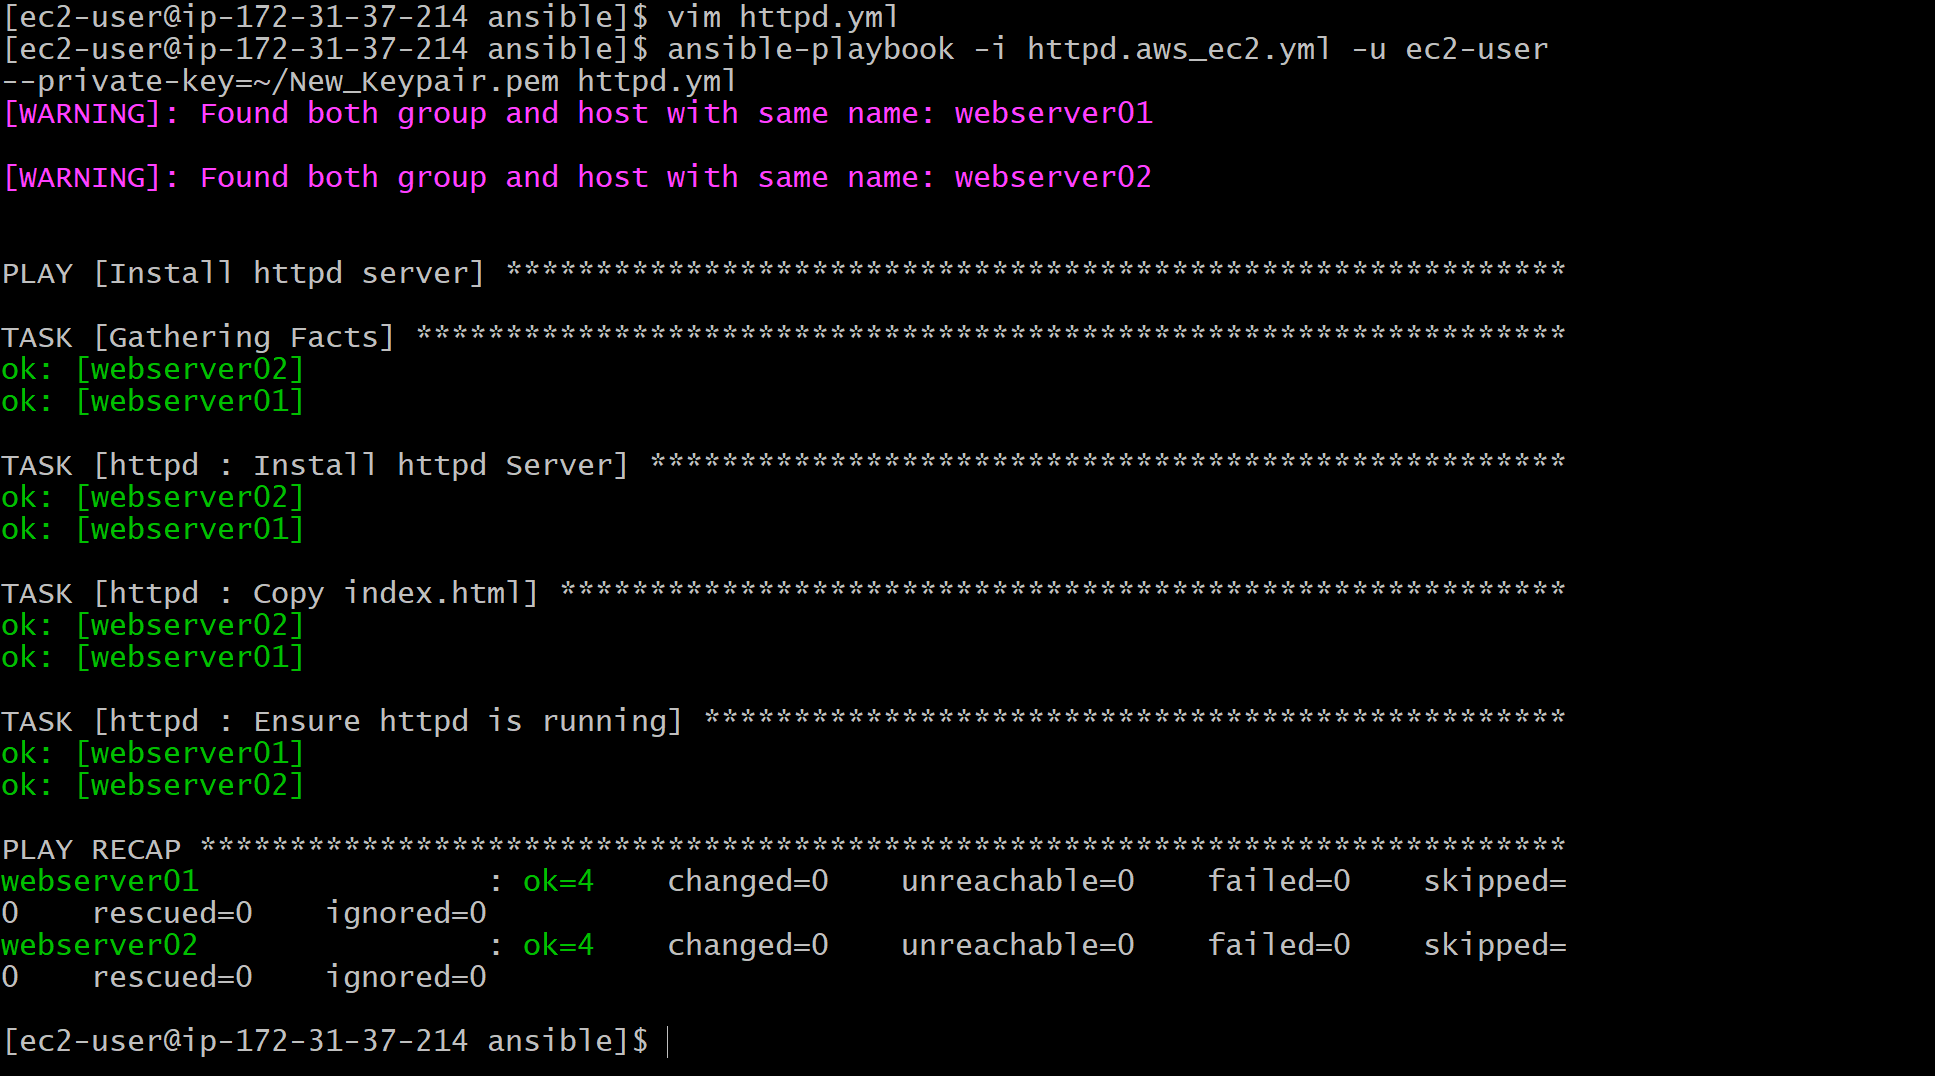 [ec2-user@ip-172-31-37-214 ansible]$ vim httpd.yml
[ec2-user@ip-172-31-37-214 ansible]$ ansible-playbook -i httpd.aws_ec2.yml -u ec2-user
--private-key=~/New_Keypair.pem httpd.yml
[WARNING]: Found both group and host with same name: webserver01
[WARNING]: Found both group and host with same name: webserver02
PLAY [Install httpd server] ***********************************************************
TASK [Gathering Facts] ****************************************************************
ok: [webserver02]
ok: [webserver01]
TASK [httpd : Install httpd Server] ***************************************************
ok: [webserver02]
ok: [webserver01]
TASK [httpd : Copy index.html] ********************************************************
ok: [webserver02]
ok: [webserver01]
TASK [httpd : Ensure httpd is running] ************************************************
ok: [webserver01]
ok: [webserver02]
PLAY RECAP ****************************************************************************
webserver01                : ok=4    changed=0    unreachable=0    failed=0    skipped=
0    rescued=0    ignored=0
webserver02                : ok=4    changed=0    unreachable=0    failed=0    skipped=
0    rescued=0    ignored=0
[ec2-user@ip-172-31-37-214 ansible]$